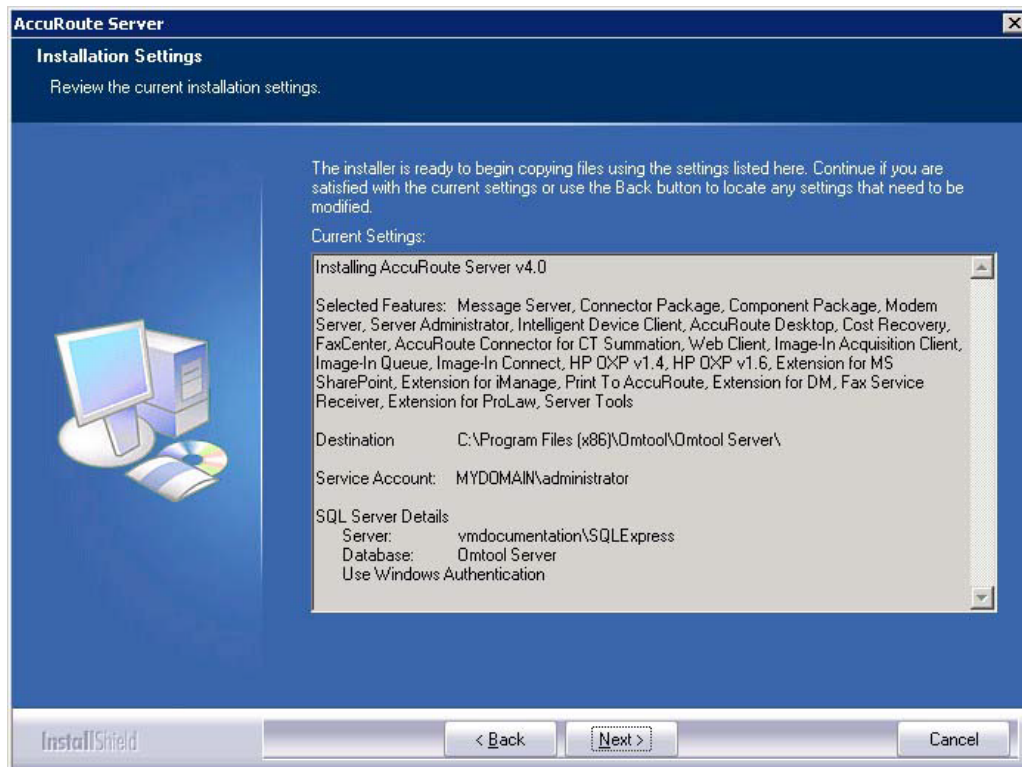 AccuRoute Server
Installation Settings
Review the current installation settings.
The installer is ready to begin copying files using the settings listed here. Continue if you are
satisfied with the current settings or use the Back button to locate any settings that need to be
modified.
Current Settings:
Installing AccuRoute Server v4.0
Selected Features: Message Server, Connector Package, Component Package, Modem
Server, Server Administrator, Intelligent Device Client, AccuRoute Desktop, Cost Recovery,
FaxCenter, AccuRoute Connector for CT Summation, Web Client, Image-In Acquisition Client,
Image-In Queue, Image-In Connect, HP OXP v1.4, HP OXP v1.6, Extension for MS
SharePoint, Extension for iManage, Print To AccuRoute, Extension for DM, Fax Service
Receiver, Extension for ProLaw, Server Tools
Destination C:\Program Files (x86)\Omtool\Omtool Server\
Service Account: MYDOMAIN\administrator
SQL Server Details
Server: vmdocumentation\SQLExpress
Database: Omtool Server
Use Windows Authentication
InstallShield
< Back
Next >
Cancel